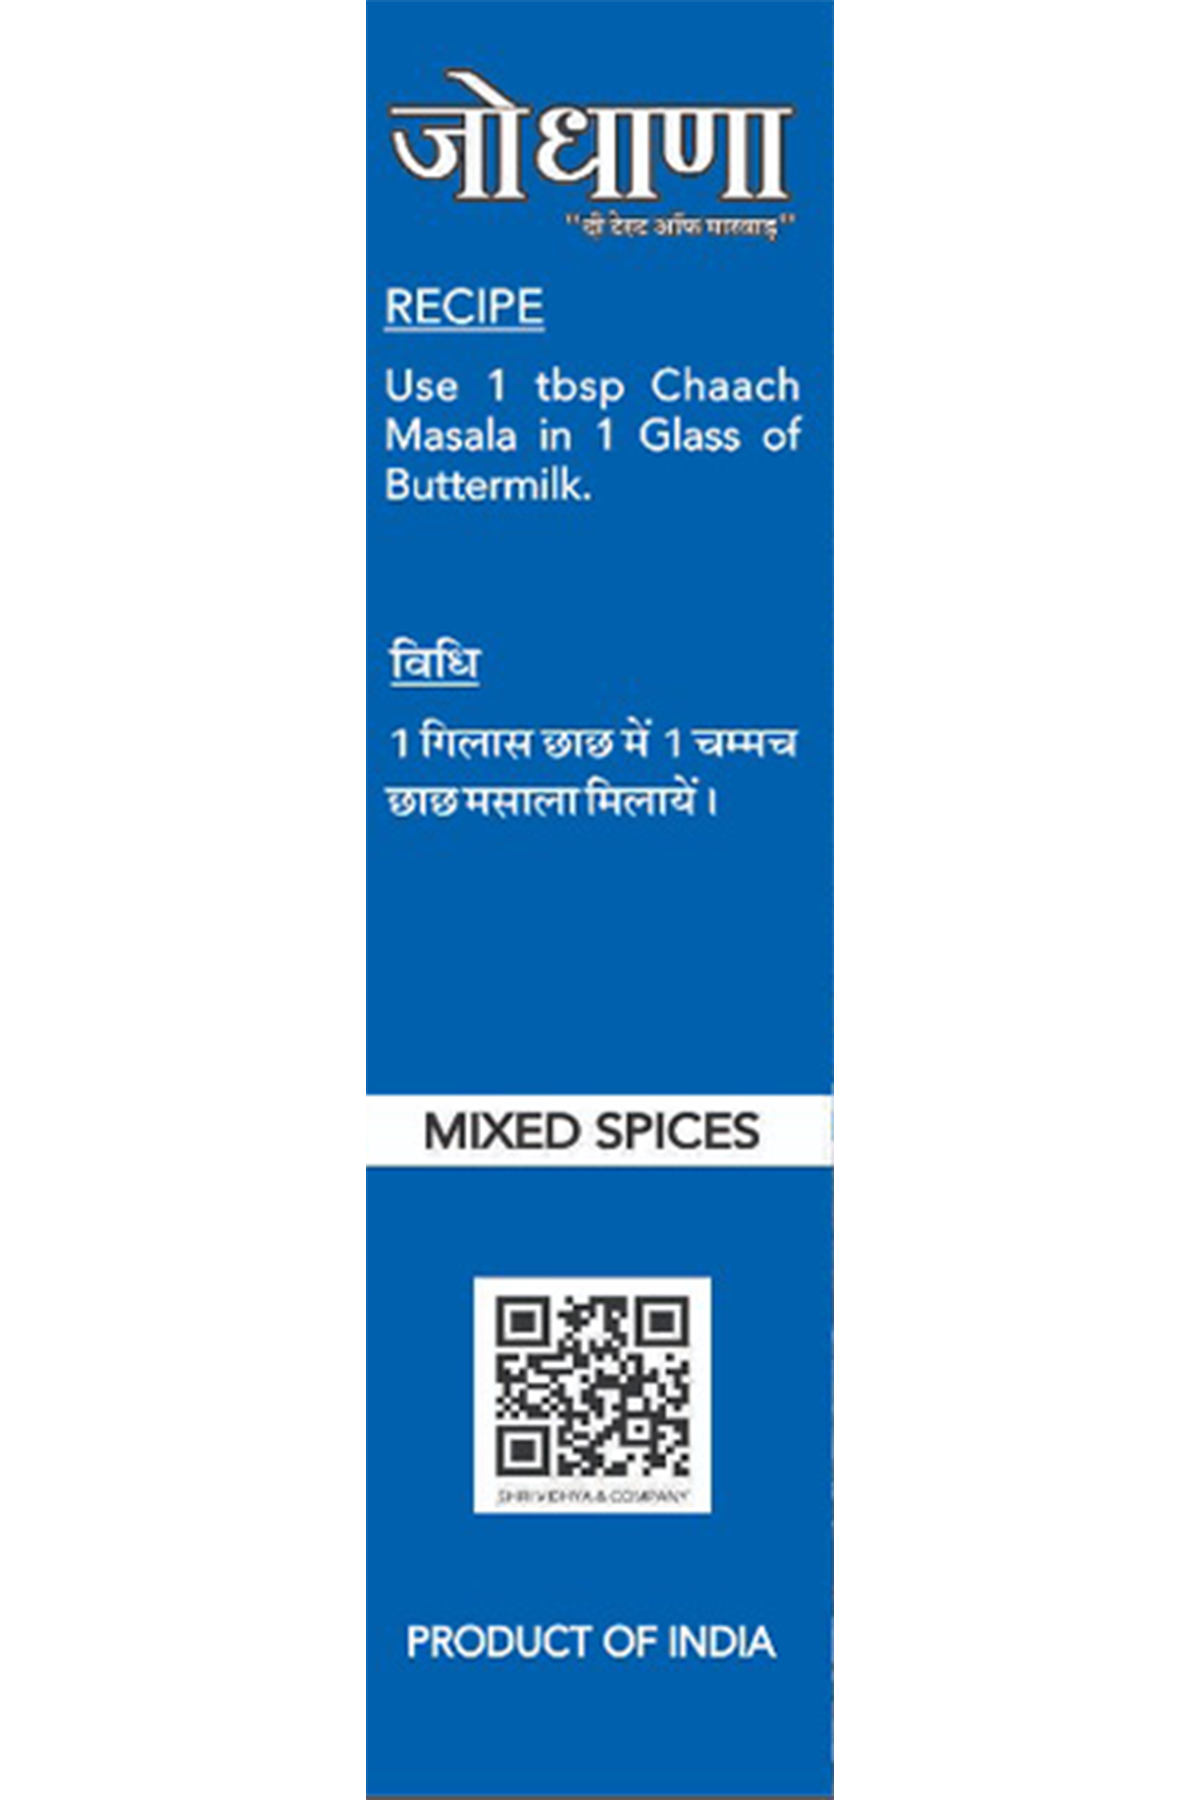 जोधाणा
"दी टेस्ट ऑफ मारवाड़"
RECIPE
Use 1 tbsp Chaach
Masala in 1 Glass of
Buttermilk.
विधि
1 गिलास छाछ में 1 चम्मच
छाछ मसाला मिलायें।
MIXED SPICES
SHRI VIDHYA & COMPANY
PRODUCT OF INDIA